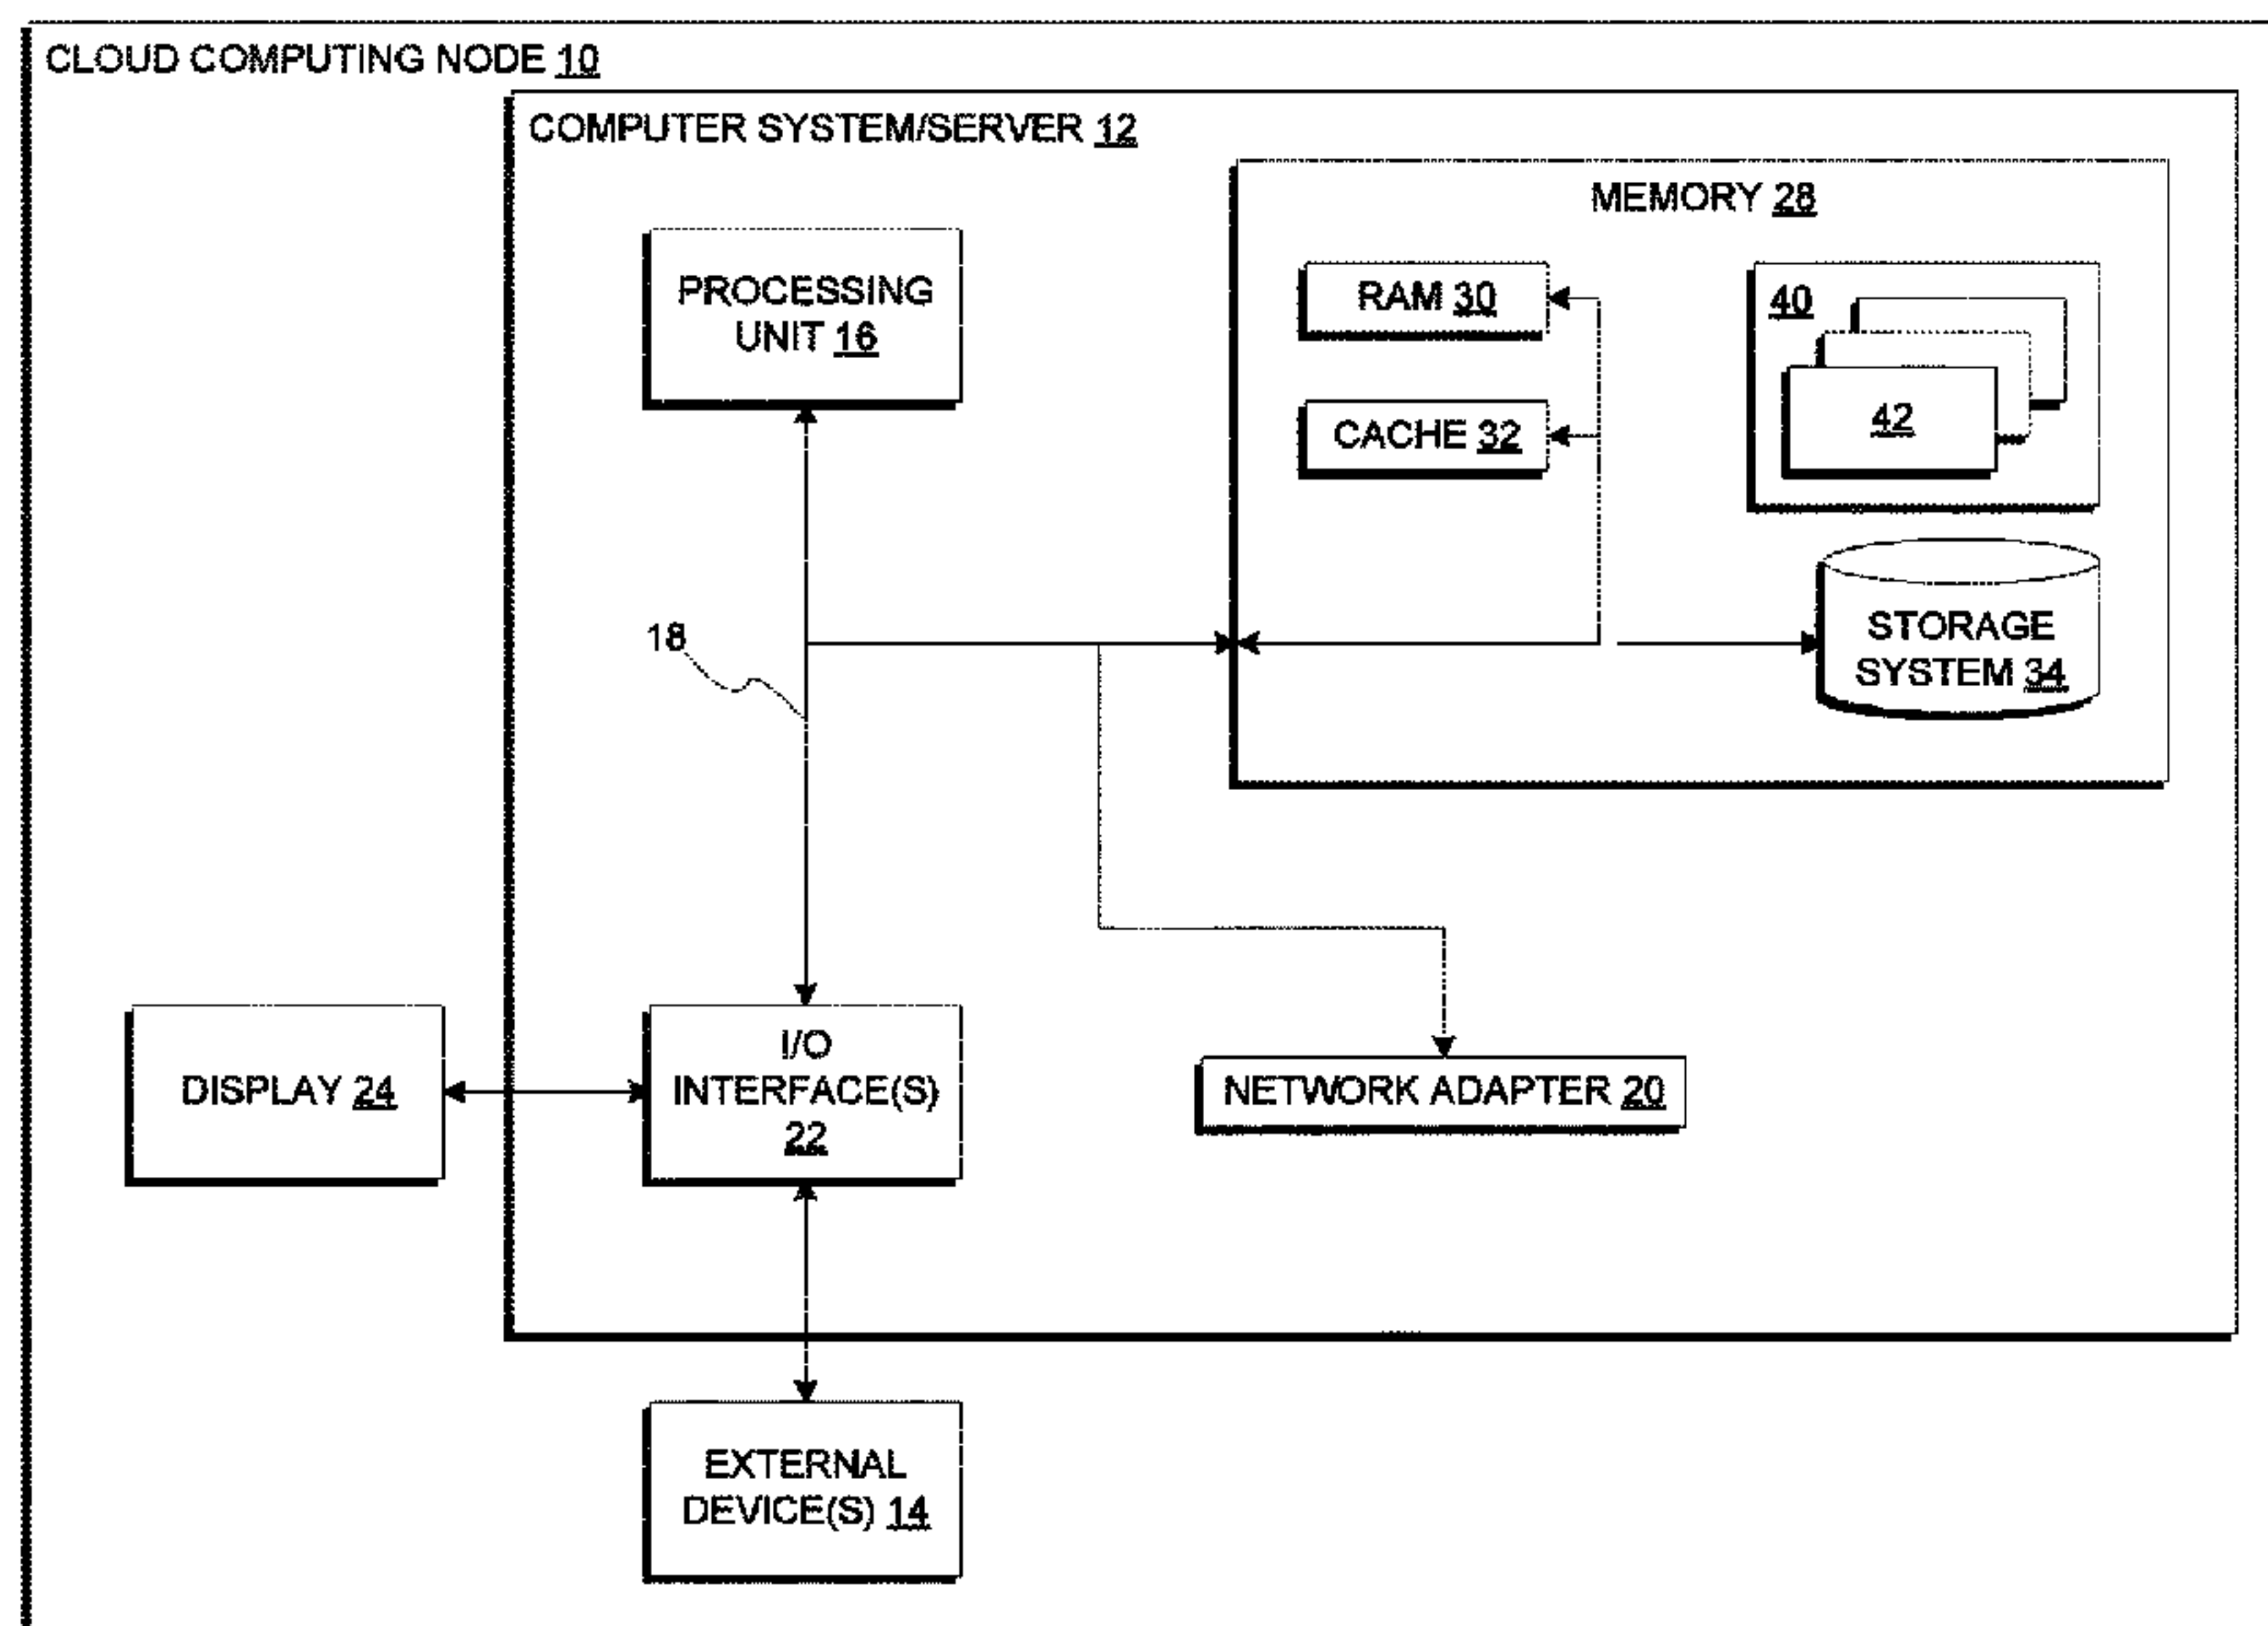 CLOUD COMPUTING NODE 10
COMPUTER SYSTEM/SERVER 12
MEMORY 28
PROCESSING
UNIT 16
RAM 30
40
CACHE 32
42
18
STORAGE
SYSTEM 34
DISPLAY 24
I/O
INTERFACE(S)
22
NETWORK ADAPTER 20
EXTERNAL
DEVICE(S) 14